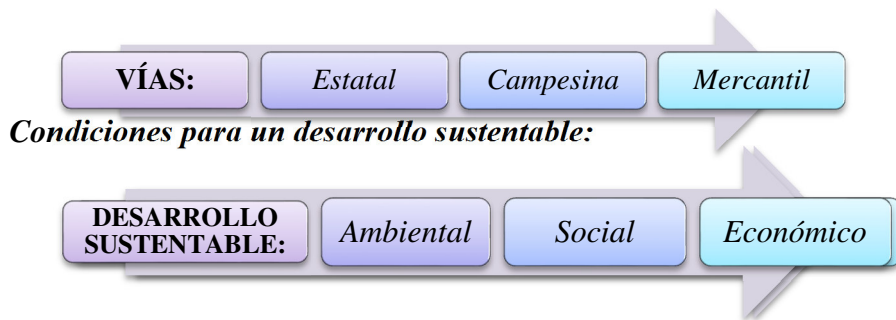 VÍAS: Estatal Campesina Mercantil
Condiciones para un desarrollo sustentable:
DESARROLLO
SUSTENTABLE: Ambiental Social Económico